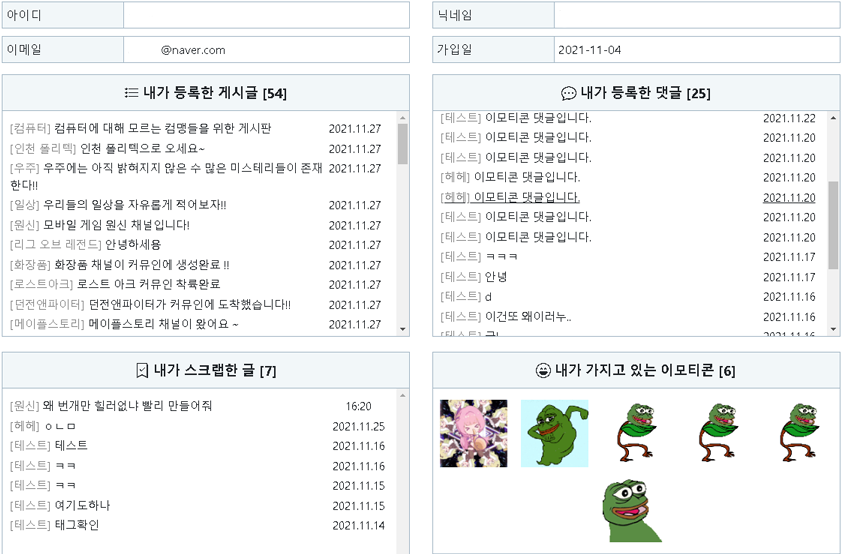 아이디
닉네임
이메일 @naver.com
가입일 2021-11-04
내가 등록한 게시글 [54]
[컴퓨터] 컴퓨터에 대해 모르는 컴맹들을 위한 게시판 2021.11.27
[인천 폴리텍] 인천 폴리텍으로 오세요~ 2021.11.27
[우주] 우주에는 아직 밝혀지지 않은 수 많은 미스테리들이 존재 2021.11.27
한다!!
[일상] 우리들의 일상을 자유롭게 적어보자!! 2021.11.27
[원신] 모바일 게임 원신 채널입니다! 2021.11.27
[리그 오브 레전드] 안녕하세용 2021.11.27
[화장품] 화장품 채널이 커뮤인에 생성완료 !! 2021.11.27
[로스트아크] 로스트 아크 커뮤인 착륙완료 2021.11.27
[던전앤파이터] 던전앤파이터가 커뮤인에 도착했습니다!! 2021.11.27
[메이플스토리] 메이플스토리 채널이 왔어요 ~ 2021.11.27
내가 등록한 댓글 [25]
[테스트] 이모티콘 댓글입니다. 2021.11.22
[테스트] 이모티콘 댓글입니다. 2021.11.20
[테스트] 이모티콘 댓글입니다. 2021.11.20
[헤헤] 이모티콘 댓글입니다. 2021.11.20
[헤헤] 이모티콘 댓글입니다. 2021.11.20
[테스트] 이모티콘 댓글입니다. 2021.11.20
[테스트] 이모티콘 댓글입니다. 2021.11.20
[테스트] ㅋㅋㅋ 2021.11.17
[테스트] 안녕 2021.11.17
[테스트] d 2021.11.16
[테스트] 이건또 왜이러누.. 2021.11.16
[테스트] 2021.11.16
내가 스크랩한 글 [7]
[원신] 왜 번개만 힐러없냐 빨리 만들어줘 16:20
[헤헤] ㅇㄴㅁ 2021.11.25
[테스트] 테스트 2021.11.16
[테스트] ㅋㅋ 2021.11.16
[테스트] ㅋㅋ 2021.11.15
[테스트] 여기도하나 2021.11.15
[테스트] 태그확인 2021.11.14
내가 가지고 있는 이모티콘 [6]